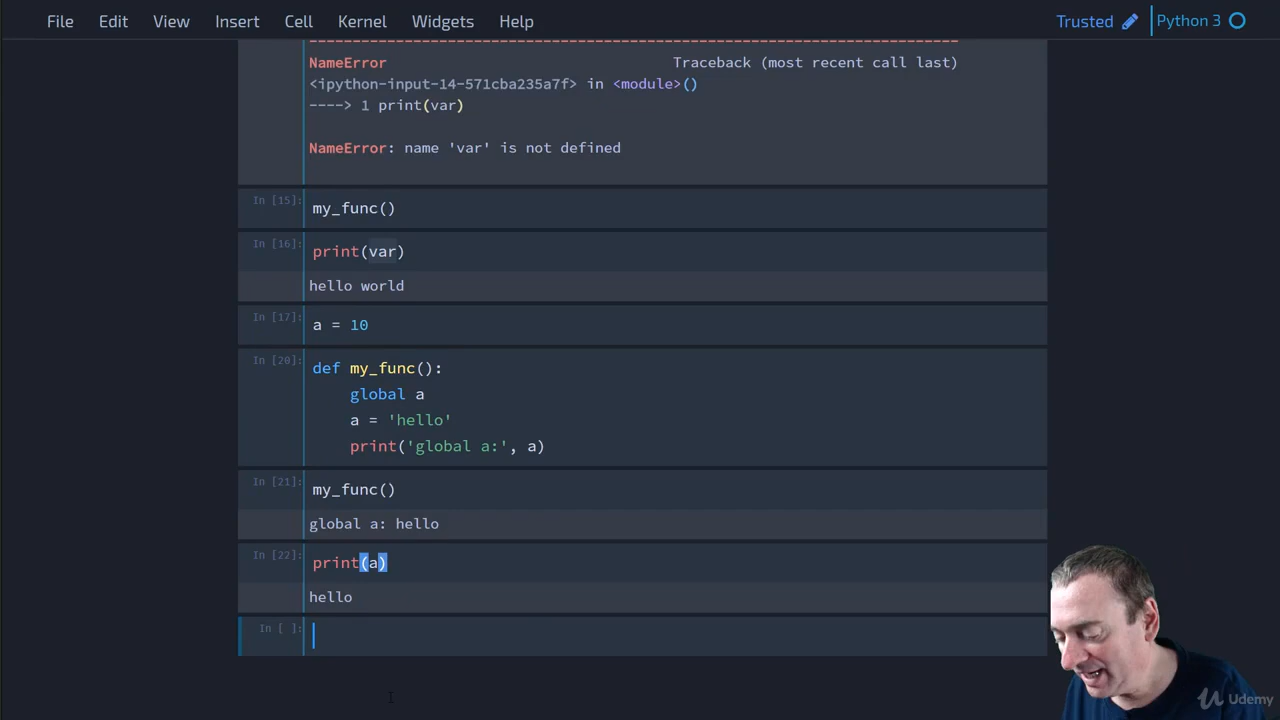 File Edit View Insert Cell Kernel Widgets Help Trusted Python 3
NameError Traceback (most recent call last)
<ipython-input-14-571cba235a7f> in <module>()
----> 1 print(var)
NameError: name 'var' is not defined
In [15]: my_func()
In [16]: print(var)
hello world
In [17]: a = 10
In [20]: def my_func():
global a
a = 'hello'
print('global a:', a)
In [21]: my_func()
global a: hello
In [22]: print(a)
hello
In [ ]:
Udemy